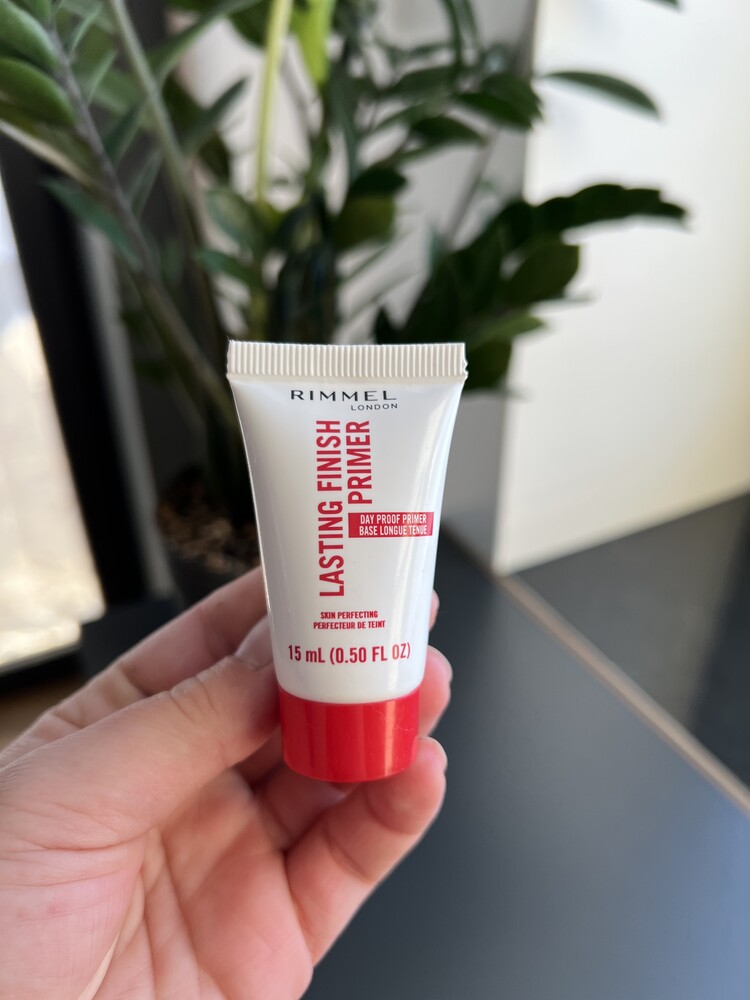 RIMMEL
LONDON
LASTING FINISH
PRIMER
DAY PROOF PRIMER
BASE LONGUE TENUE
SKIN PERFECTING
PERFECTEUR DE TEINT
15 mL (0.50 FL OZ)